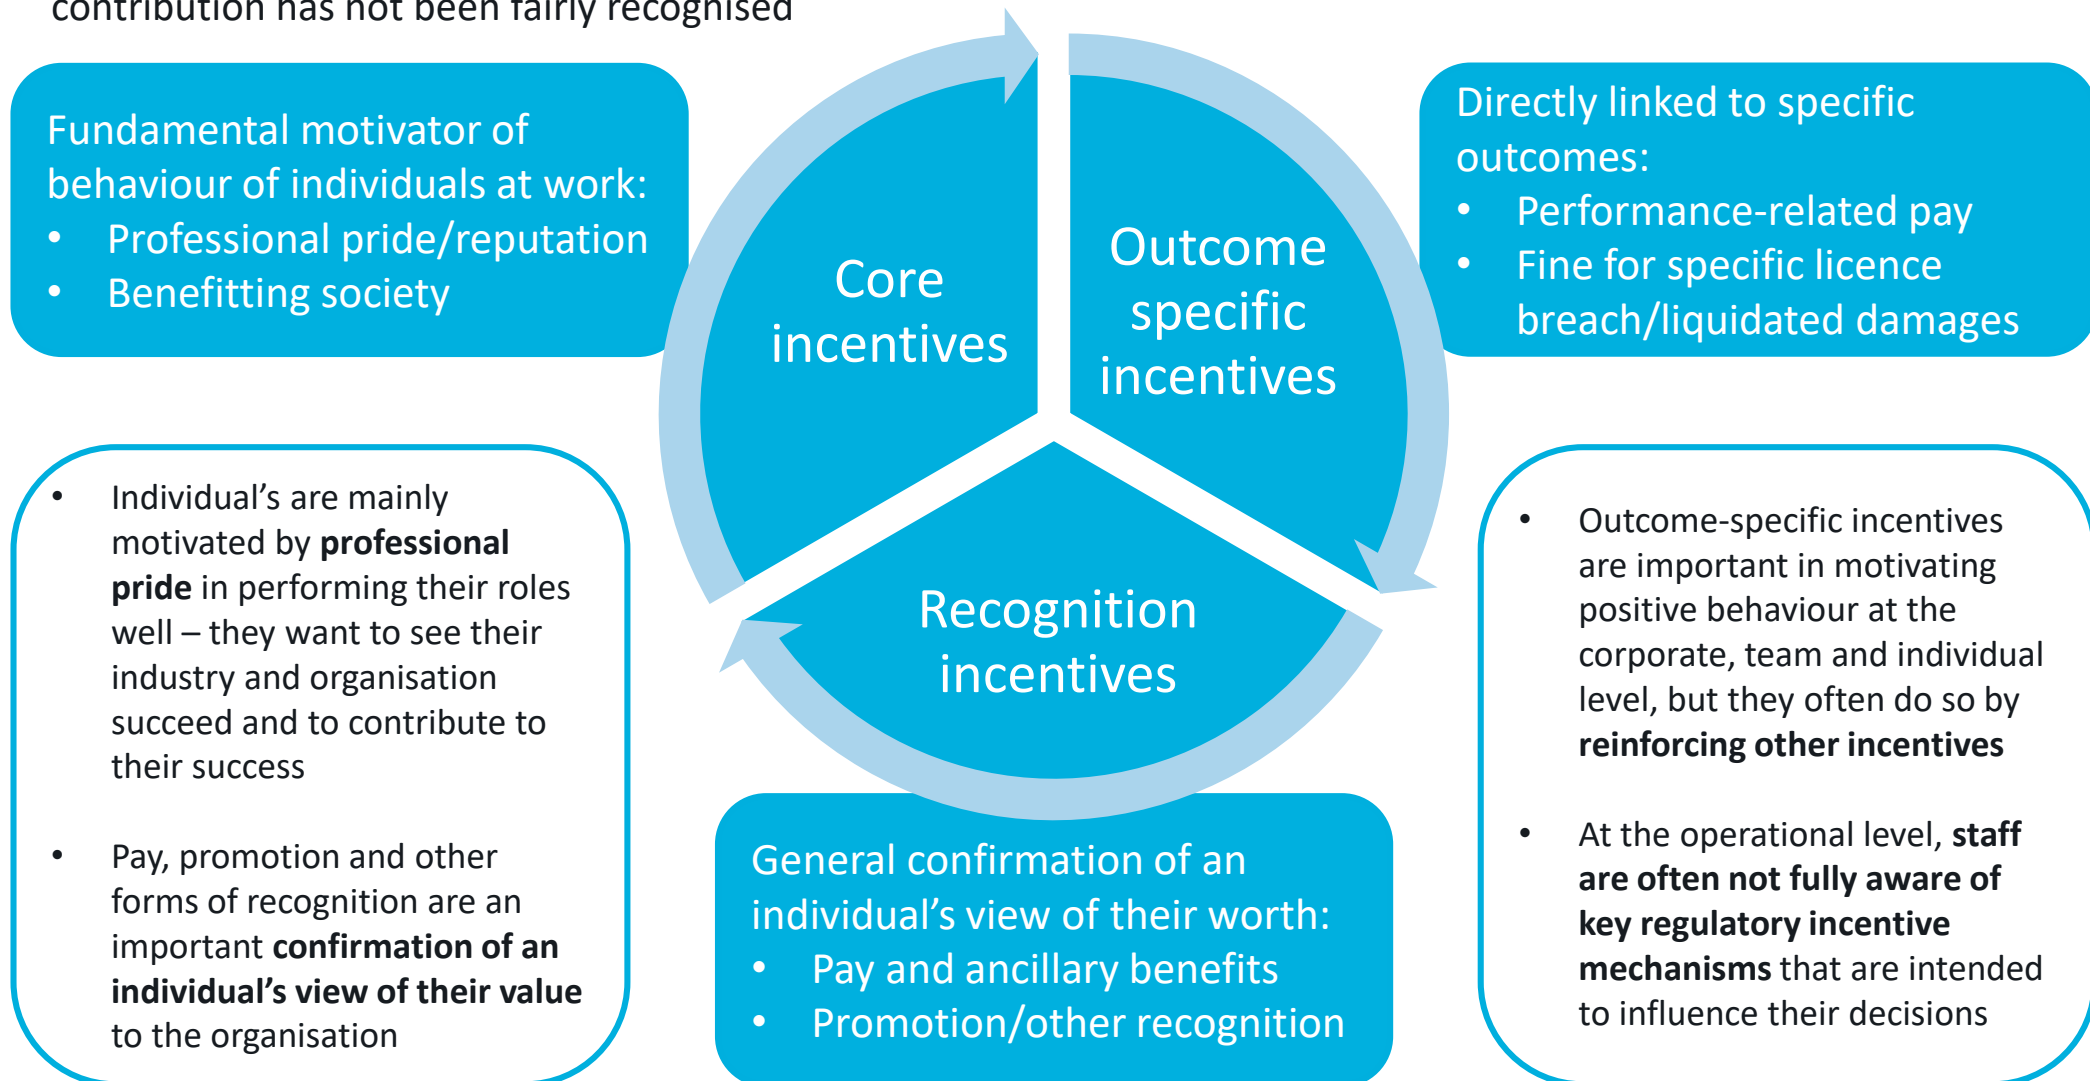 contribution has not been fairly recognised
Fundamental motivator of
behaviour of individuals at work:
• Professional pride/reputation
• Benefitting society
Core
incentives
Outcome
specific
incentives
Directly linked to specific
outcomes:
• Performance-related pay
• Fine for specific licence
breach/liquidated damages
• Individual's are mainly
motivated by professional
pride in performing their roles
well – they want to see their
industry and organisation
succeed and to contribute to
their success
• Pay, promotion and other
forms of recognition are an
important confirmation of an
individual's view of their value
to the organisation
Recognition
incentives
General confirmation of an
individual's view of their worth:
• Pay and ancillary benefits
• Promotion/other recognition
• Outcome-specific incentives
are important in motivating
positive behaviour at the
corporate, team and individual
level, but they often do so by
reinforcing other incentives
• At the operational level, staff
are often not fully aware of
key regulatory incentive
mechanisms that are intended
to influence their decisions